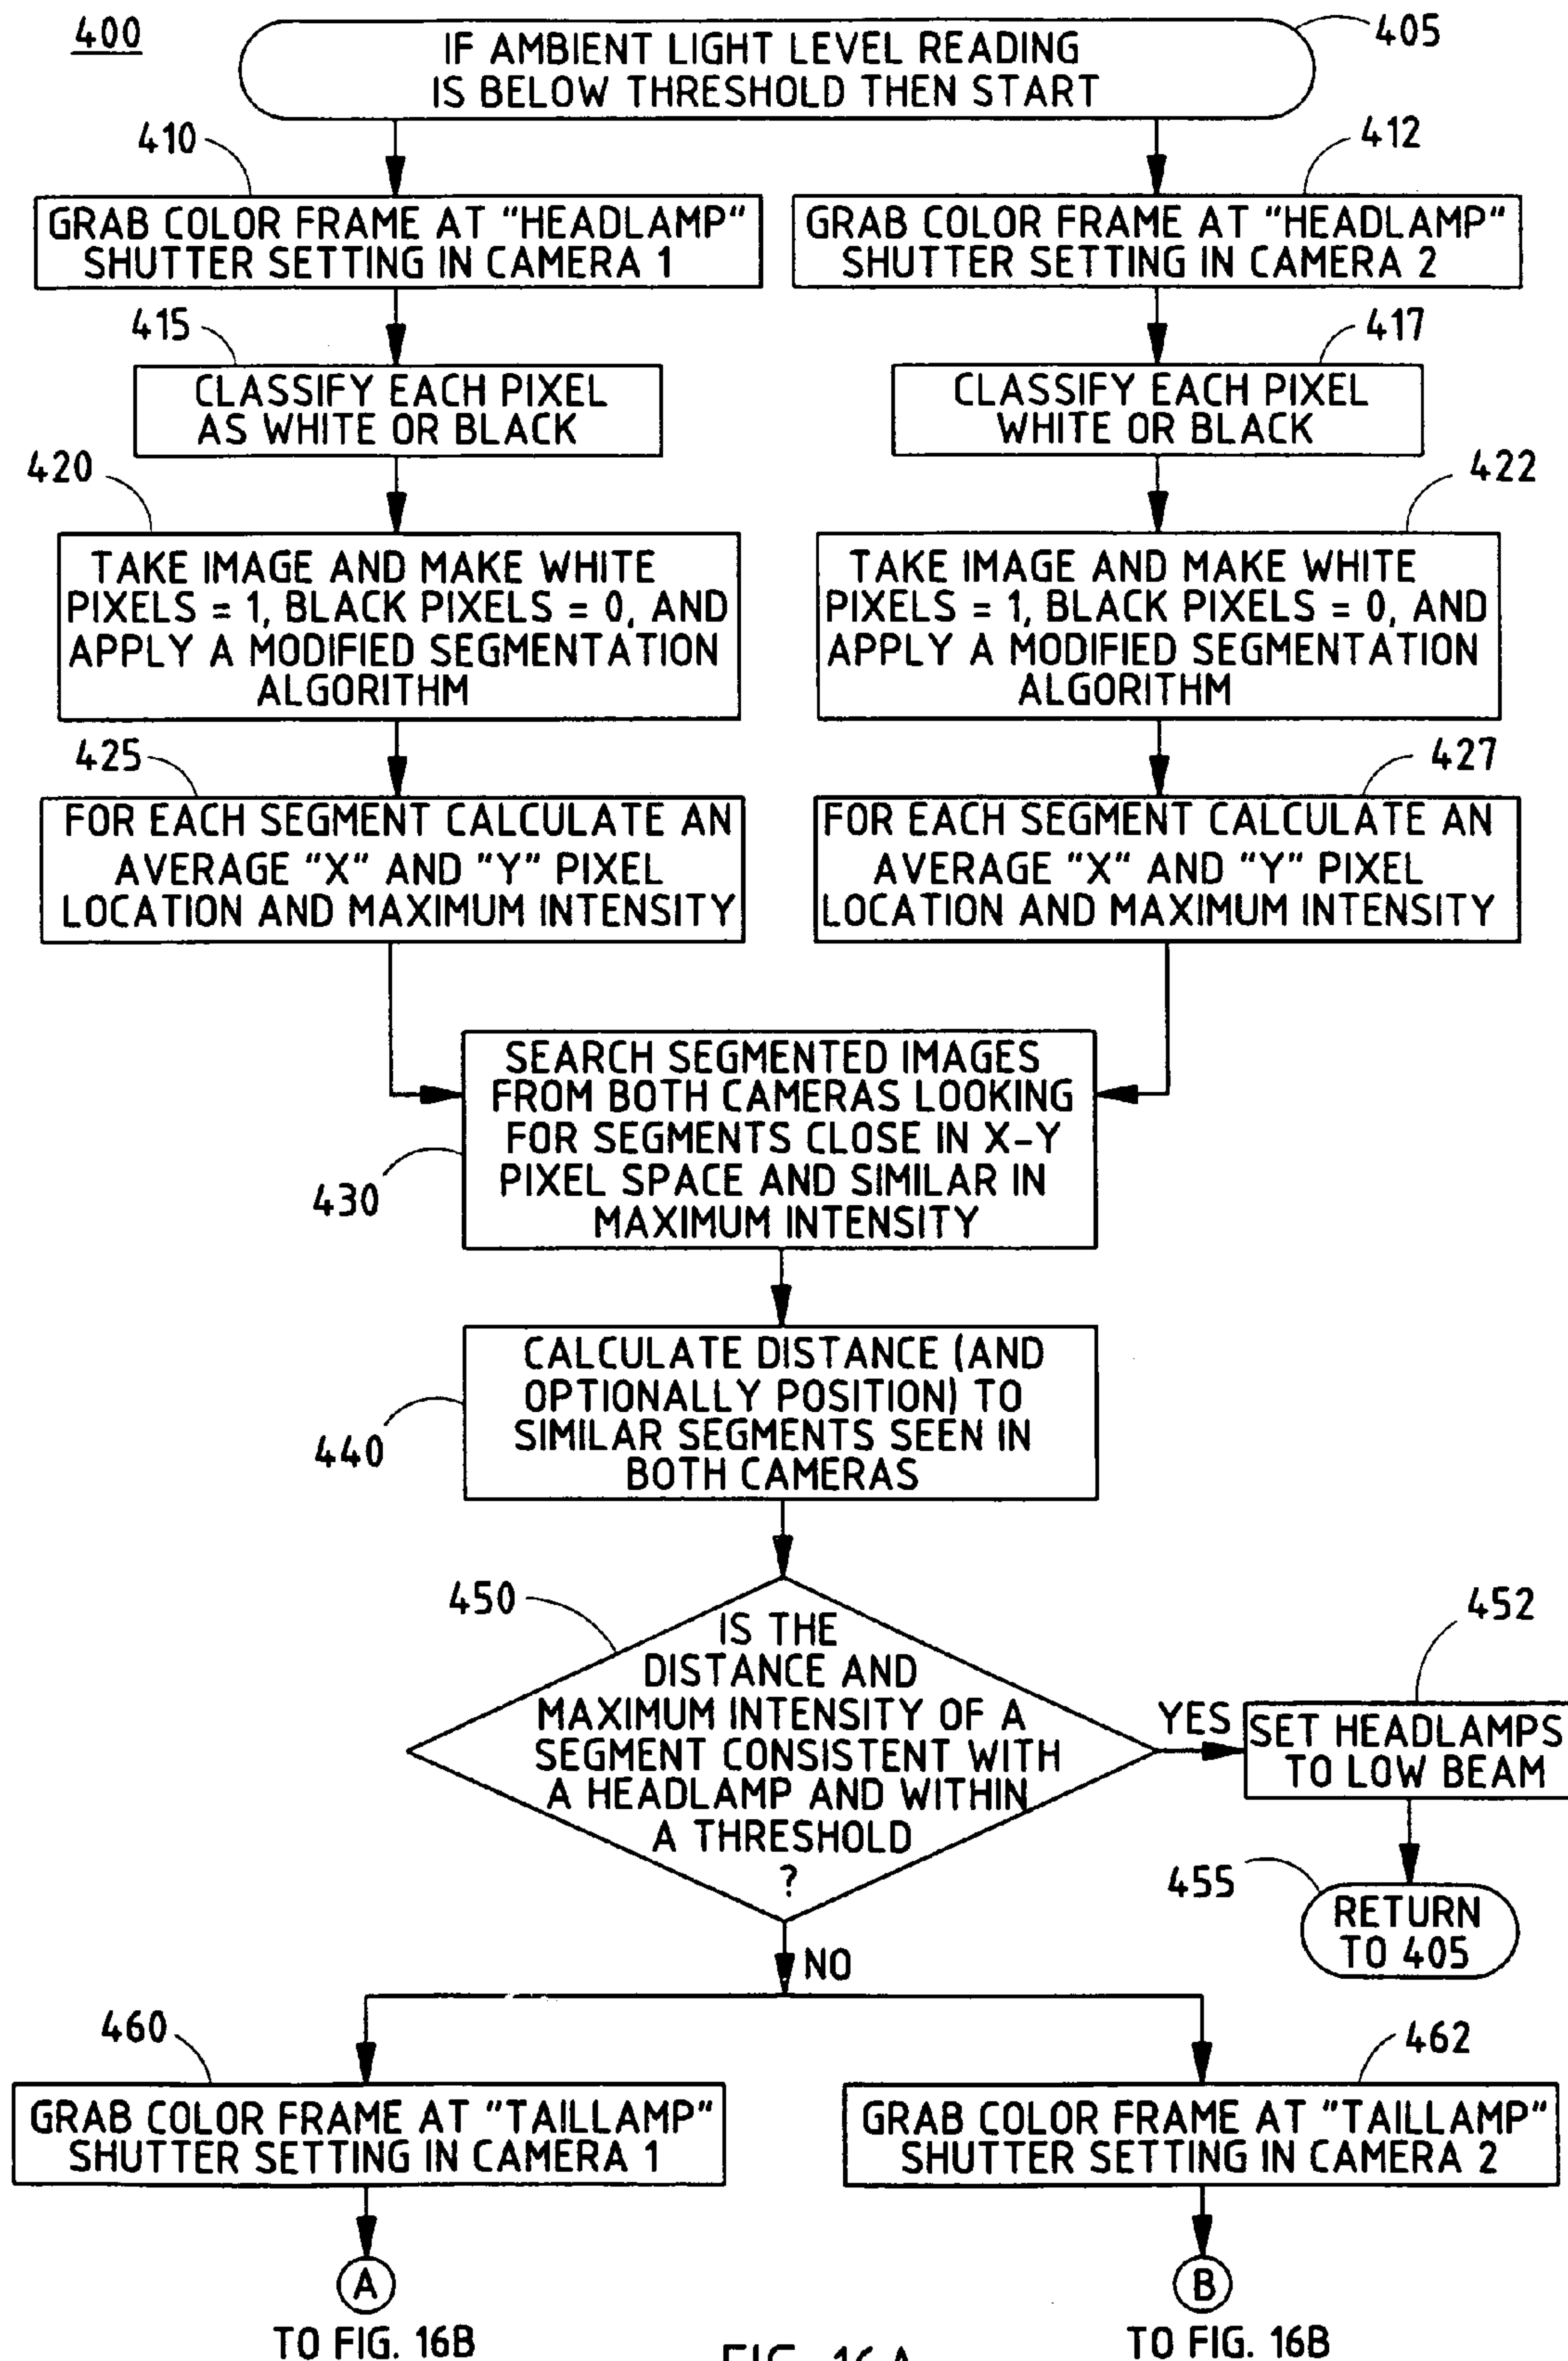 400
405
IF AMBIENT LIGHT LEVEL READING
IS BELOW THRESHOLD THEN START
410
412
GRAB COLOR FRAME AT "HEADLAMP"
SHUTTER SETTING IN CAMERA 1
GRAB COLOR FRAME AT "HEADLAMP"
SHUTTER SETTING IN CAMERA 2
415
417
CLASSIFY EACH PIXEL
AS WHITE OR BLACK
CLASSIFY EACH PIXEL
WHITE OR BLACK
420
422
TAKE IMAGE AND MAKE WHITE
PIXELS = 1, BLACK PIXELS = 0, AND
APPLY A MODIFIED SEGMENTATION
ALGORITHM
TAKE IMAGE AND MAKE WHITE
PIXELS = 1, BLACK PIXELS = 0, AND
APPLY A MODIFIED SEGMENTATION
ALGORITHM
425
427
FOR EACH SEGMENT CALCULATE AN
AVERAGE "X" AND "Y" PIXEL
LOCATION AND MAXIMUM INTENSITY
FOR EACH SEGMENT CALCULATE AN
AVERAGE "X" AND "Y" PIXEL
LOCATION AND MAXIMUM INTENSITY
430
SEARCH SEGMENTED IMAGES
FROM BOTH CAMERAS LOOKING
FOR SEGMENTS CLOSE IN X-Y
PIXEL SPACE AND SIMILAR IN
MAXIMUM INTENSITY
440
CALCULATE DISTANCE (AND
OPTIONALLY POSITION) TO
SIMILAR SEGMENTS SEEN IN
BOTH CAMERAS
450
IS THE
DISTANCE AND
MAXIMUM INTENSITY OF A
SEGMENT CONSISTENT WITH
A HEADLAMP AND WITHIN
A THRESHOLD
?
YES
452
SET HEADLAMPS
TO LOW BEAM
455
RETURN
TO 405
NO
460
462
GRAB COLOR FRAME AT "TAILLAMP"
SHUTTER SETTING IN CAMERA 1
GRAB COLOR FRAME AT "TAILLAMP"
SHUTTER SETTING IN CAMERA 2
A
TO FIG. 16B
B
TO FIG. 16B
FIG. 16A